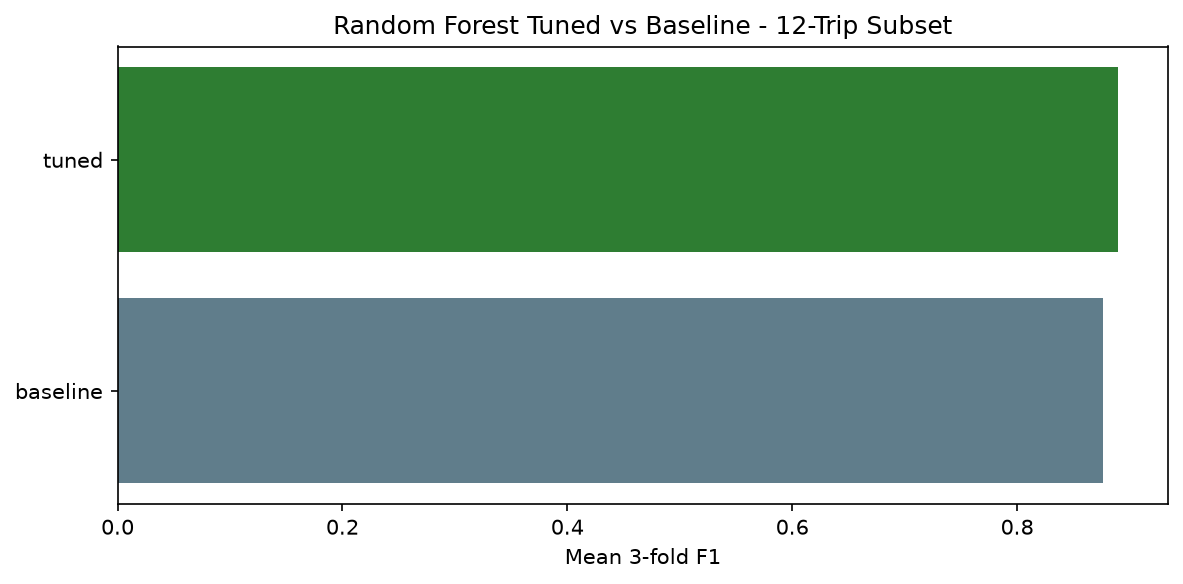 Random Forest Tuned vs Baseline - 12-Trip Subset
tuned
baseline
0.0 0.2 0.4 0.6 0.8
Mean 3-fold F1